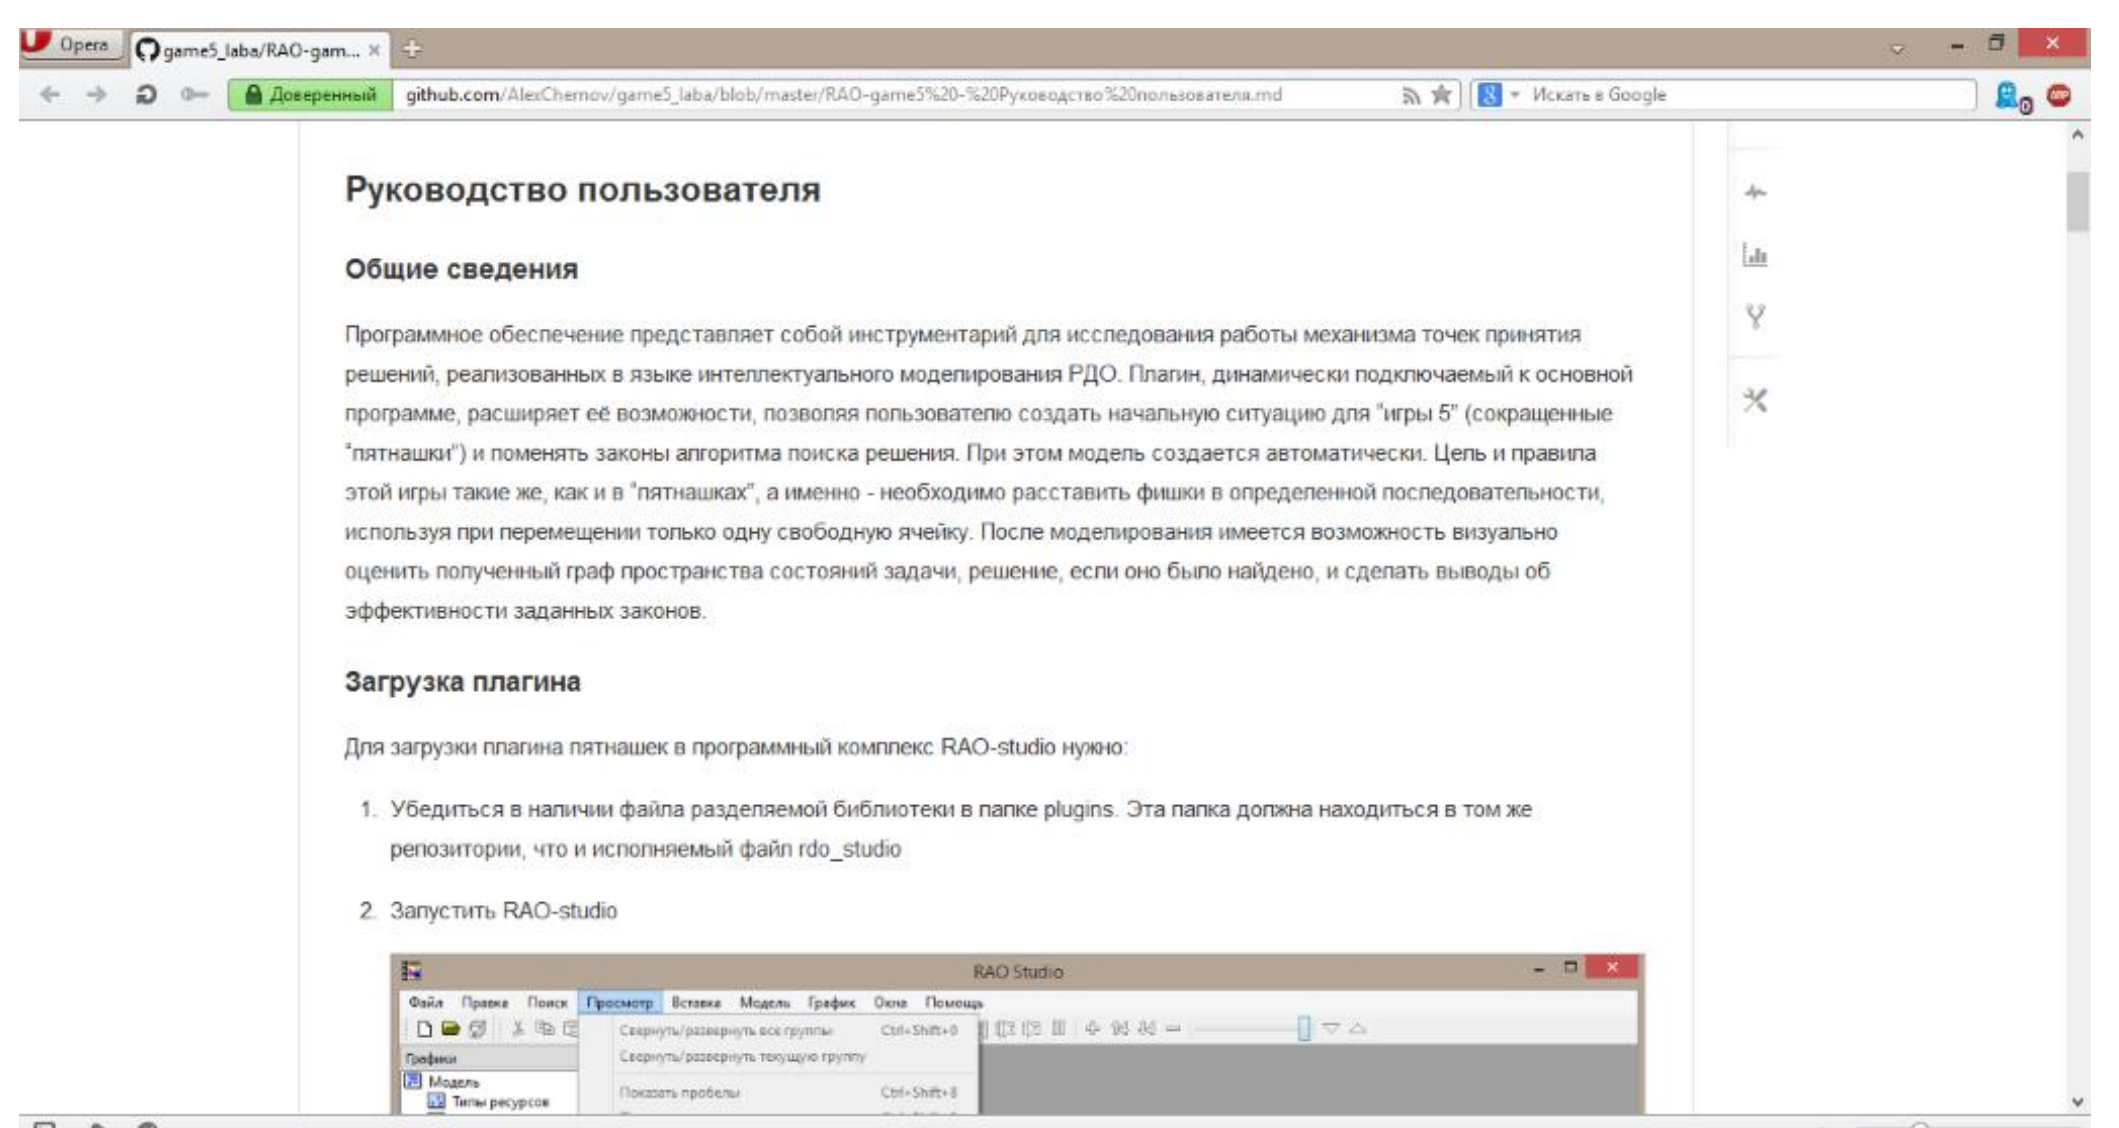 Opera
game5_laba/RAO-gam...
Доверенный
github.com/AlexChernov/game5_laba/blob/master/RAO-game5%20-%20Руководство%20пользователя.md
Искать в Google
Руководство пользователя
Общие сведения
Программное обеспечение представляет собой инструментарий для исследования работы механизма точек принятия
решений, реализованных в языке интеллектуального моделирования РДО. Плагин, динамически подключаемый к основной
программе, расширяет её возможности, позволяя пользователю создать начальную ситуацию для "игры 5" (сокращенные
"пятнашки") и поменять законы алгоритма поиска решения. При этом модель создается автоматически. Цель и правила
этой игры такие же, как и в "пятнашках", а именно - необходимо расставить фишки в определенной последовательности,
используя при перемещении только одну свободную ячейку. После моделирования имеется возможность визуально
оценить полученный граф пространства состояний задачи, решение, если оно было найдено, и сделать выводы об
эффективности заданных законов.
Загрузка плагина
Для загрузки плагина пятнашек в программный комплекс RAO-studio нужно:
1. Убедиться в наличии файла разделяемой библиотеки в папке plugins. Эта папка должна находиться в том же
репозитории, что и исполняемый файл rdo_studio
2. Запустить RAO-studio
RAO Studio
Файл Правка Поиск Просмотр Вставка Модель График Окна Помощь
Свернуть/развернуть все группы Ctrl+Shift+0
Графики
Свернуть/развернуть текущую группу
Модель
Показать пробелы Ctrl+Shift+8
Типы ресурсов